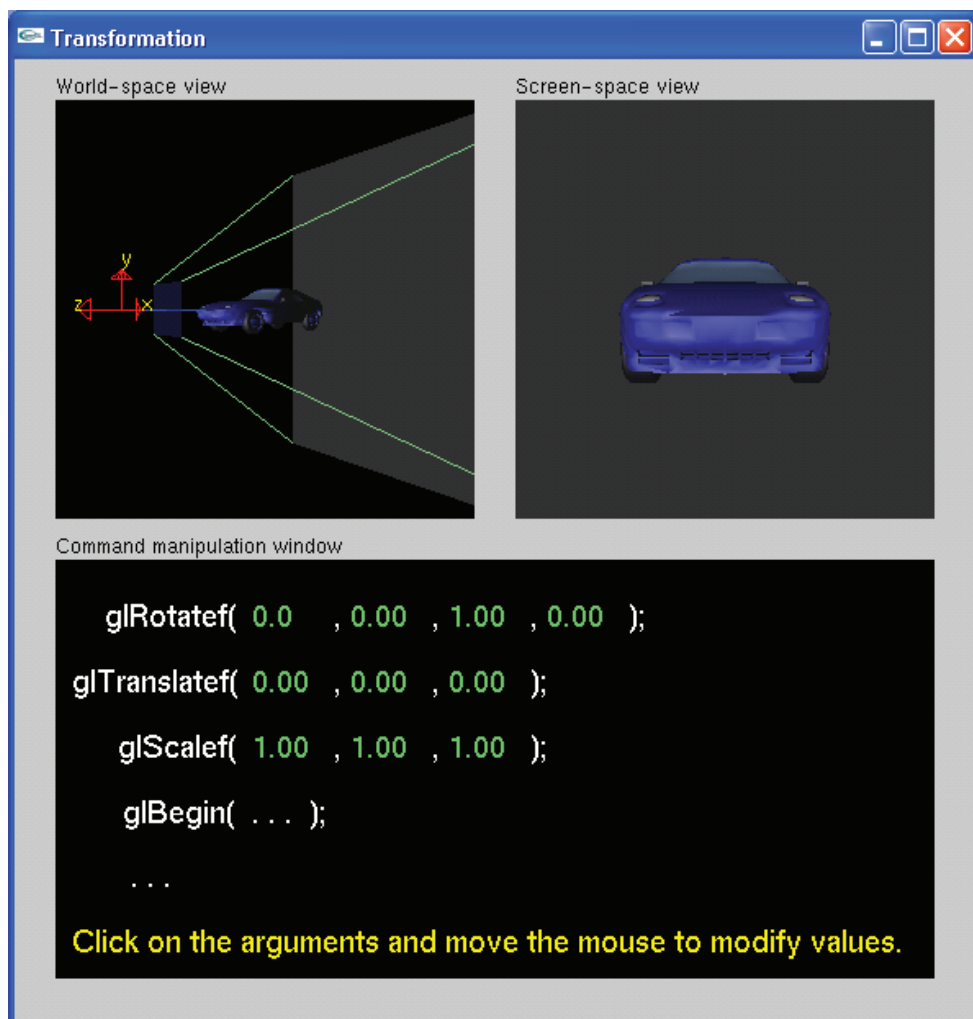 Transformation
World-space view
Screen-space view
y
z
x
Command manipulation window
glRotatef( 0.0 , 0.00 , 1.00 , 0.00 );
glTranslatef( 0.00 , 0.00 , 0.00 );
glScalef( 1.00 , 1.00 , 1.00 );
glBegin( ... );
...
Click on the arguments and move the mouse to modify values.